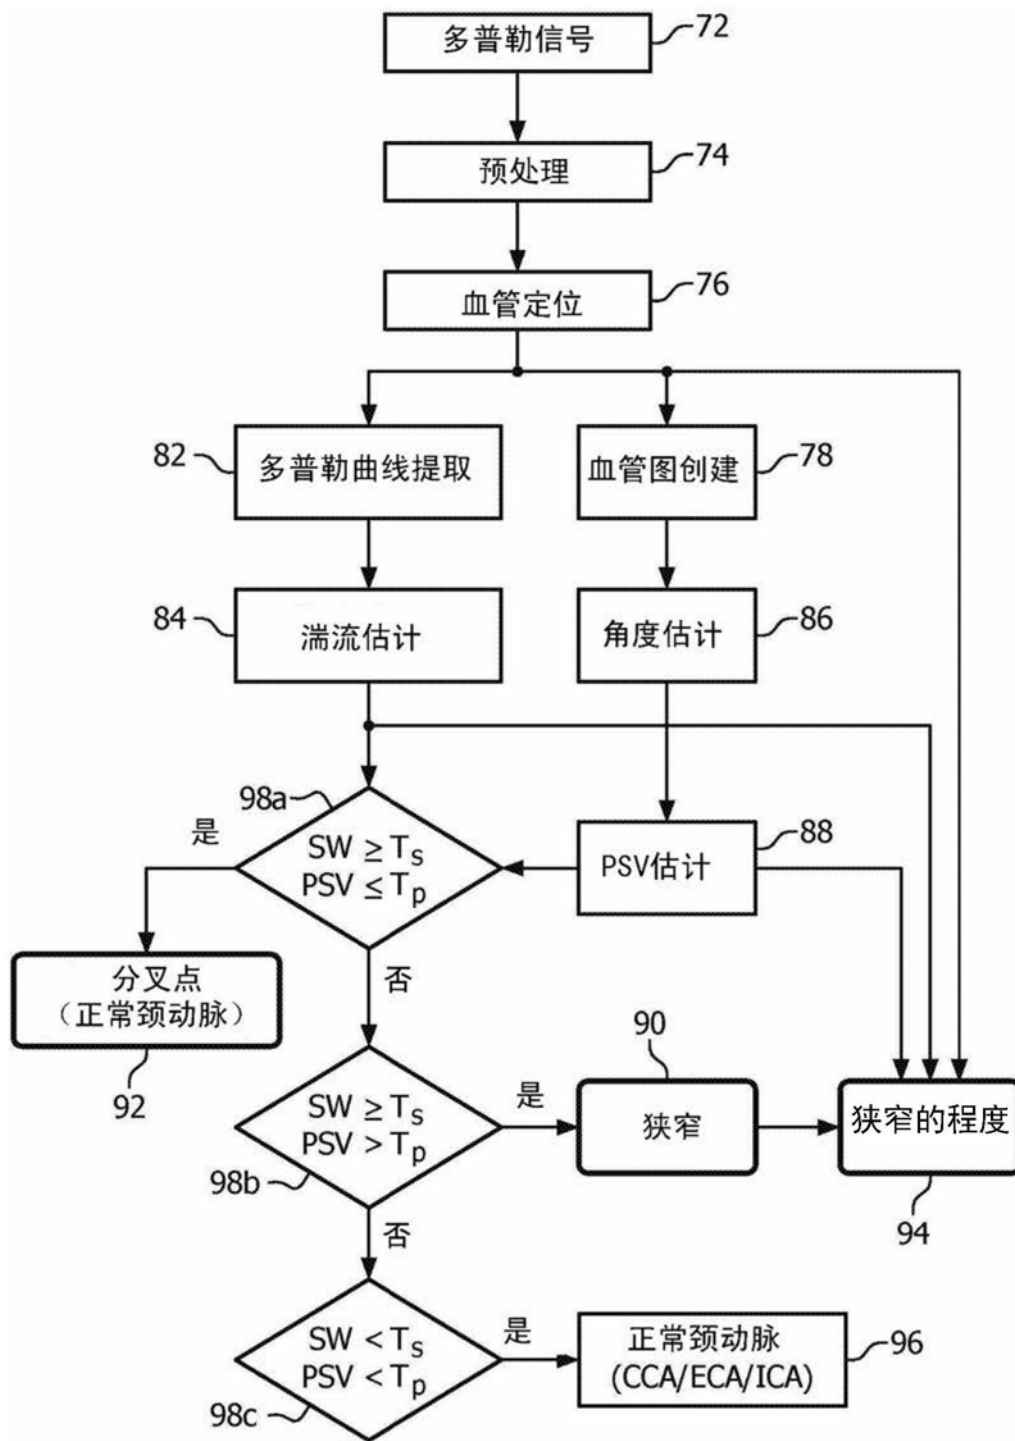 多普勒信号
72
预处理
74
血管定位
76
82
多普勒曲线提取
血管图创建
78
84
湍流估计
角度估计
86
98a
是
SW ≥ Ts
PSV ≤ Tp
PSV估计
88
分叉点
（正常颈动脉）
92
否
SW ≥ Ts
PSV > Tp
98b
是
90
狭窄
狭窄的程度
94
否
SW < Ts
PSV < Tp
98c
是
正常颈动脉
(CCA/ECA/ICA)
96